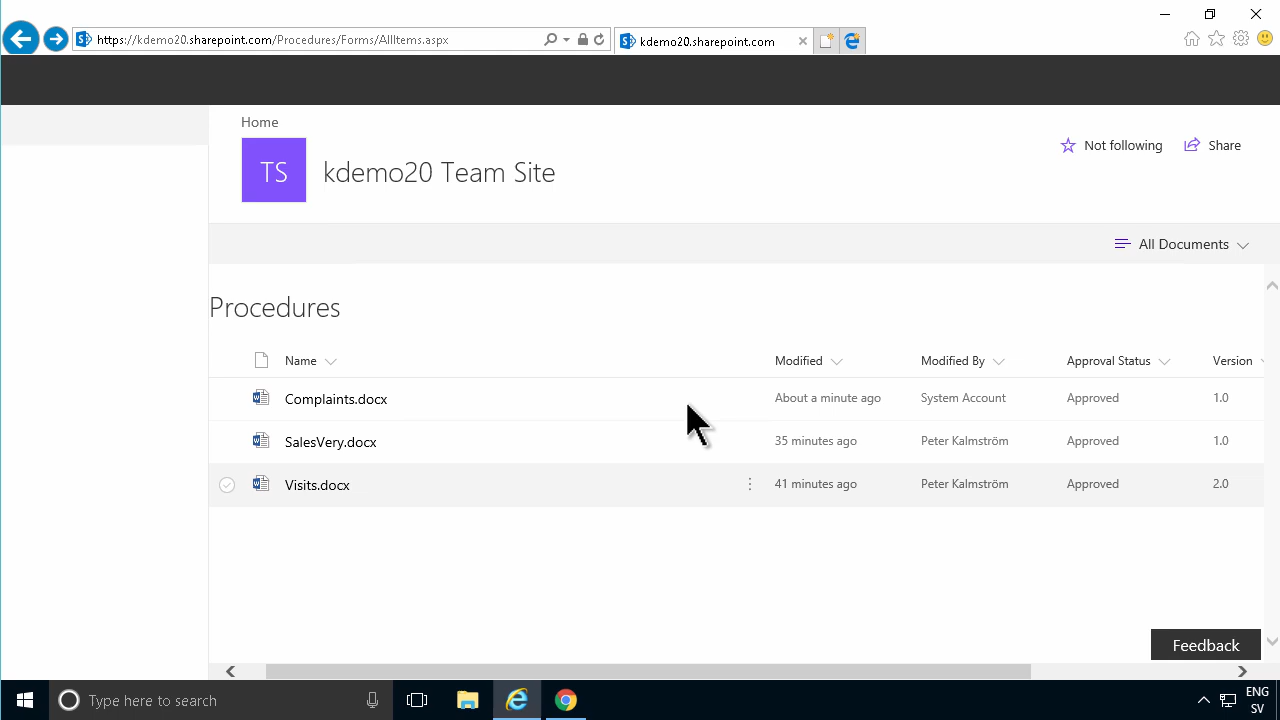 https://kdemo20.sharepoint.com/Procedures/Forms/AllItems.aspx
kdemo20.sharepoint.com
Home
TS
kdemo20 Team Site
Not following
Share
All Documents
Procedures
Name Modified Modified By Approval Status Version
Complaints.docx About a minute ago System Account Approved 1.0
SalesVery.docx 35 minutes ago Peter Kalmström Approved 1.0
Visits.docx 41 minutes ago Peter Kalmström Approved 2.0
Feedback
Type here to search
ENG
SV